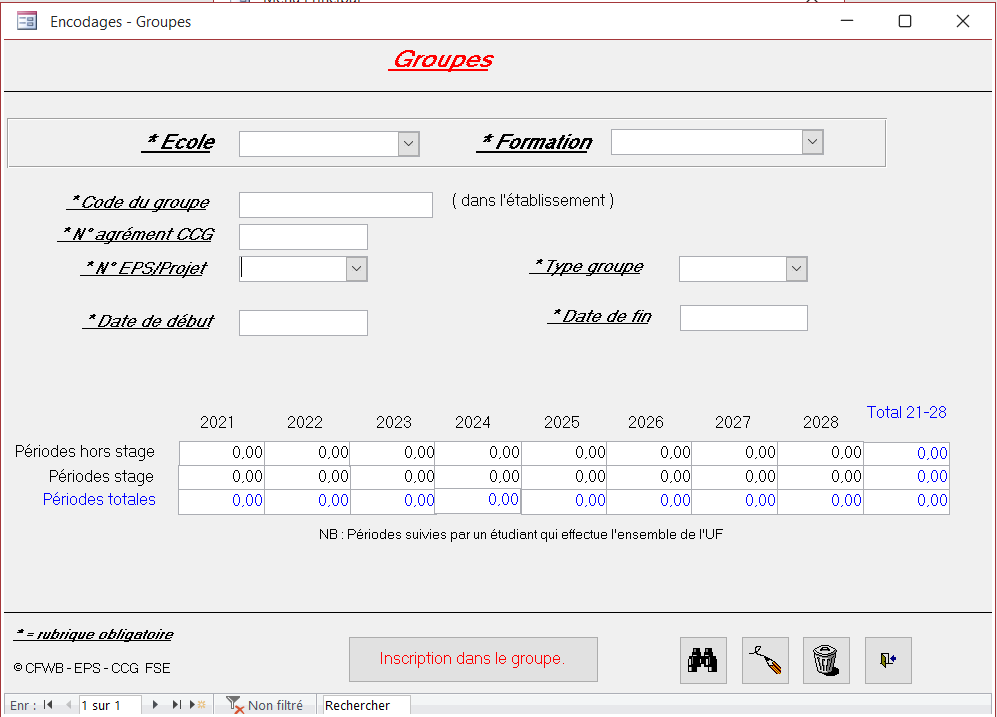 Encodages - Groupes
Groupes
* Ecole
* Formation
* Code du groupe
( dans l'établissement )
* N° agrément CCG
* N° EPS/Projet
* Type groupe
* Date de début
* Date de fin
2021 2022 2023 2024 2025 2026 2027 2028 Total 21-28
Périodes hors stage 0,00 0,00 0,00 0,00 0,00 0,00 0,00 0,00 0,00
Périodes stage 0,00 0,00 0,00 0,00 0,00 0,00 0,00 0,00 0,00
Périodes totales 0,00 0,00 0,00 0,00 0,00 0,00 0,00 0,00 0,00
NB : Périodes suivies par un étudiant qui effectue l'ensemble de l'UF
* = rubrique obligatoire
Inscription dans le groupe.
© CFWB - EPS - CCG FSE
Enr : 1 sur 1 Non filtré Rechercher